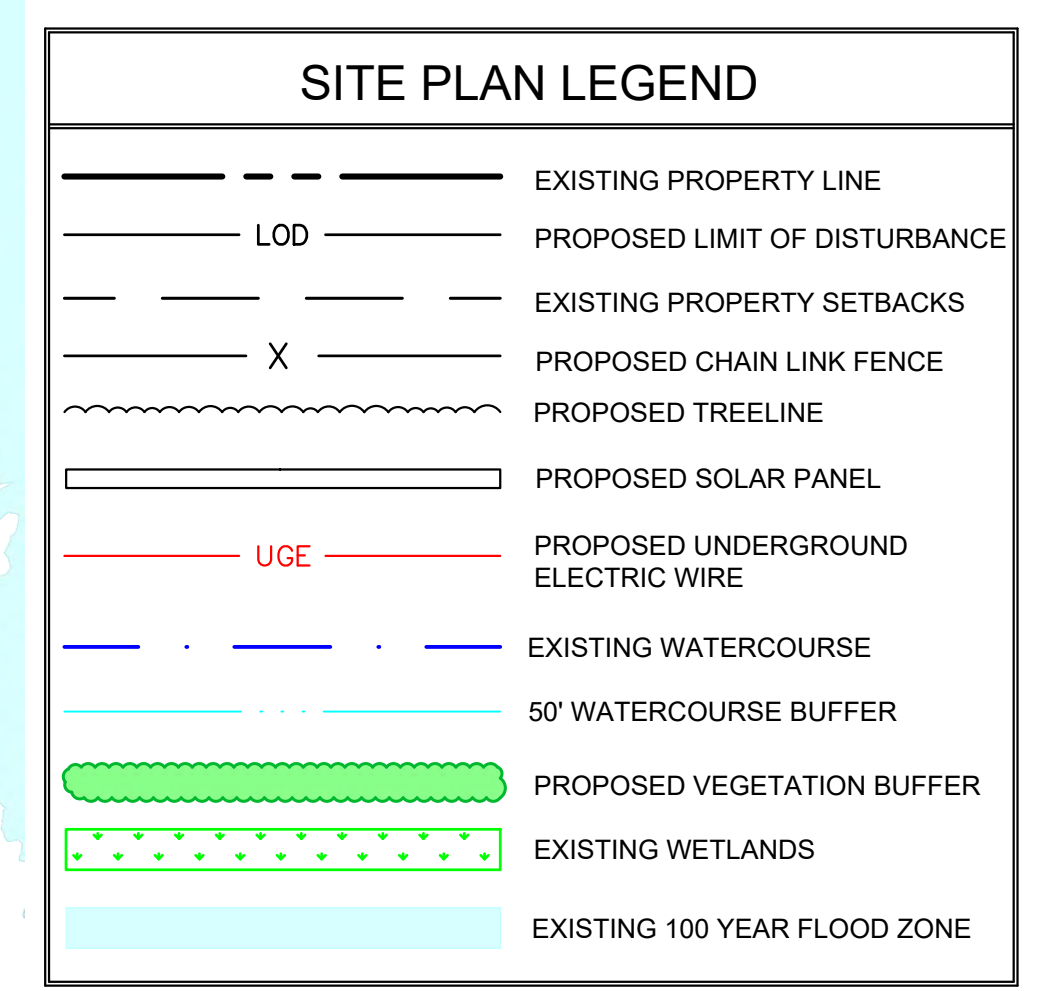 SITE PLAN LEGEND
EXISTING PROPERTY LINE
LOD PROPOSED LIMIT OF DISTURBANCE
EXISTING PROPERTY SETBACKS
X PROPOSED CHAIN LINK FENCE
PROPOSED TREELINE
PROPOSED SOLAR PANEL
UGE PROPOSED UNDERGROUND
ELECTRIC WIRE
EXISTING WATERCOURSE
50' WATERCOURSE BUFFER
PROPOSED VEGETATION BUFFER
EXISTING WETLANDS
EXISTING 100 YEAR FLOOD ZONE